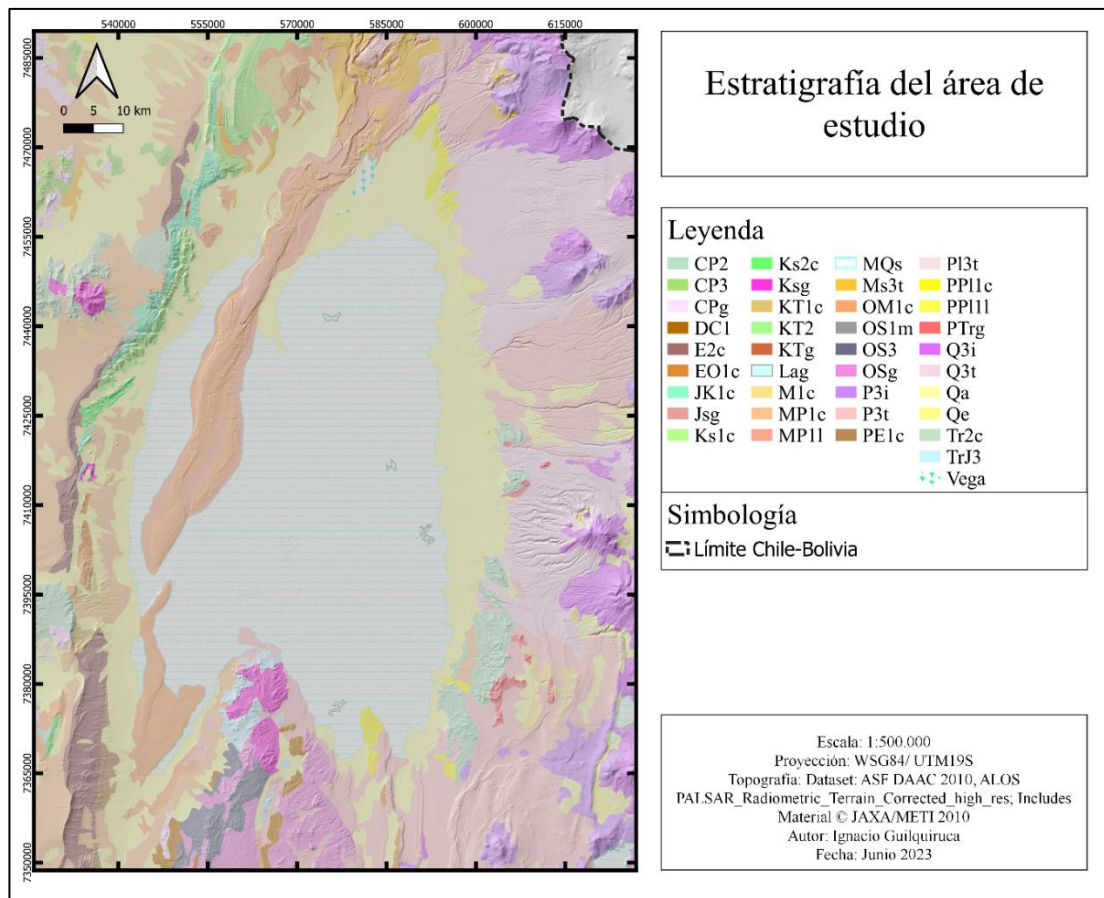 540000 555000 570000 585000 600000 615000
7485000
7470000
7455000
7440000
7425000
7410000
7395000
7380000
7365000
7350000
0 5 10 km
Estratigrafía del área de
estudio
Leyenda
CP2 Ks2c MQs Pl3t
CP3 Ksg Ms3t PPl1c
CPg KT1c OM1c PPl1l
DC1 KT2 OS1m PTrg
E2c KTg OS3 Q3i
EO1c Lag OSg Q3t
JK1c M1c P3i Qa
Jsg MP1c P3t Qe
Ks1c MP1l PE1c Tr2c
TrJ3
Vega
Simbología
Límite Chile-Bolivia
Escala: 1:500.000
Proyección: WSG84/ UTM19S
Topografía: Dataset: ASF DAAC 2010, ALOS
PALSAR_Radiometric_Terrain_Corrected_high_res; Includes
Material © JAXA/METI 2010
Autor: Ignacio Guilquiruca
Fecha: Junio 2023